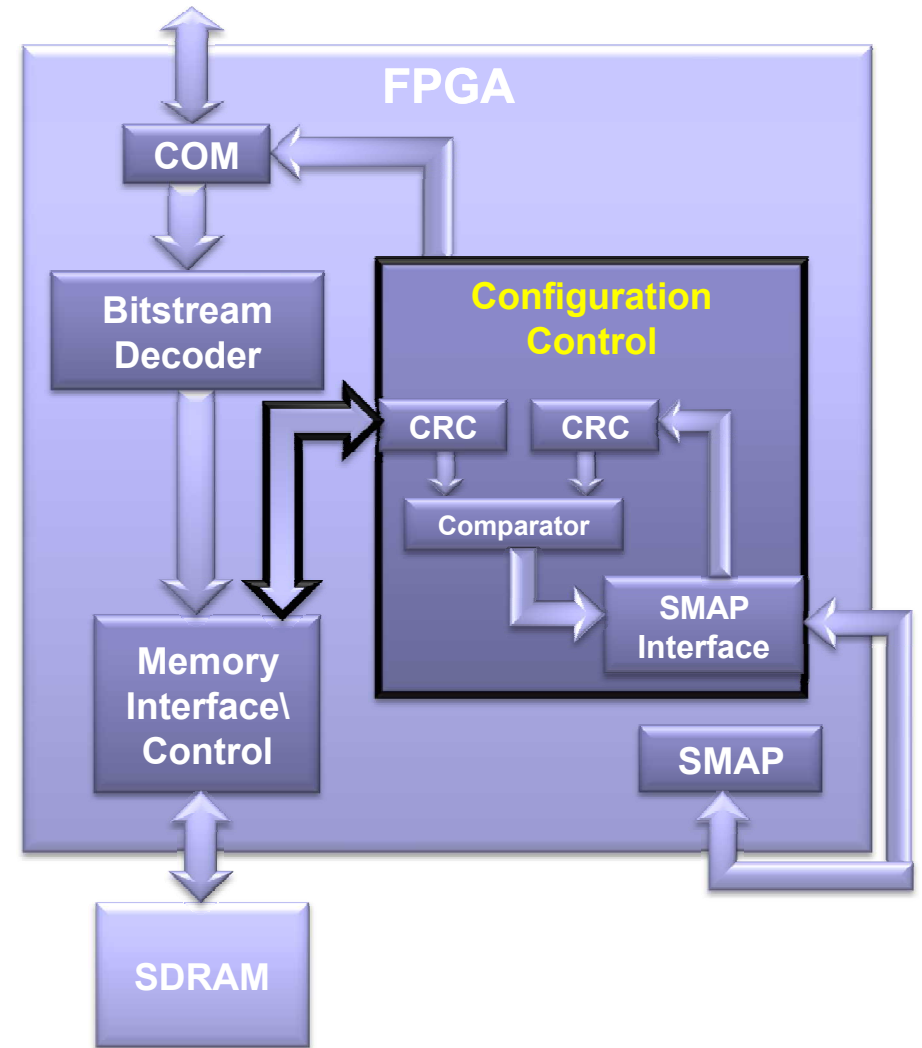 FPGA
COM
Bitstream
Decoder
Configuration
Control
CRC
CRC
Comparator
SMAP
Interface
Memory
Interface\
Control
SMAP
SDRAM